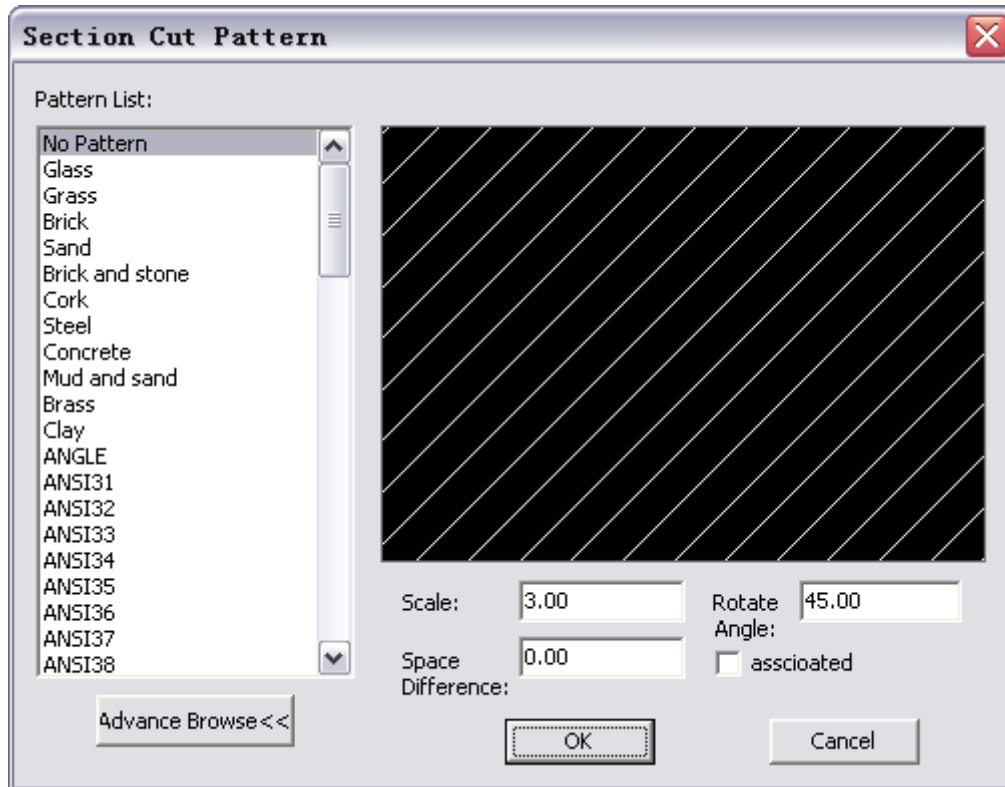 Section Cut Pattern
Pattern List:
No Pattern
Glass
Grass
Brick
Sand
Brick and stone
Cork
Steel
Concrete
Mud and sand
Brass
Clay
ANGLE
ANSI31
ANSI32
ANSI33
ANSI34
ANSI35
ANSI36
ANSI37
ANSI38
Advance Browse<<
Scale:
3.00
Rotate
Angle:
45.00
Space
Difference:
0.00
asscioated
OK
Cancel